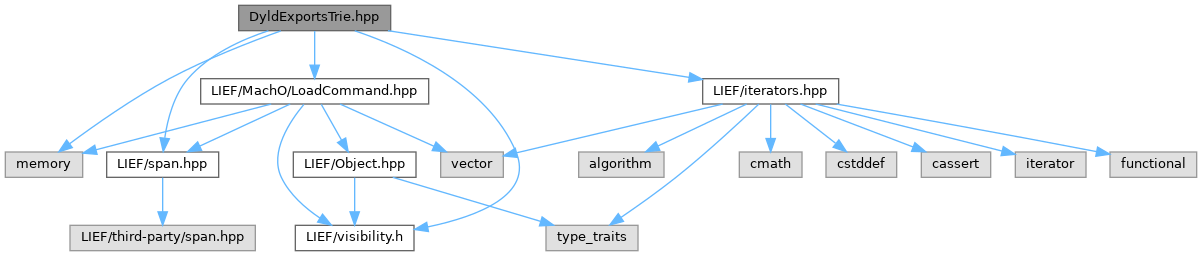 DyldExportsTrie.hpp
LIEF/MachO/LoadCommand.hpp
LIEF/iterators.hpp
memory
LIEF/span.hpp
LIEF/Object.hpp
vector
algorithm
cmath
cstddef
cassert
iterator
functional
LIEF/third-party/span.hpp
LIEF/visibility.h
type_traits